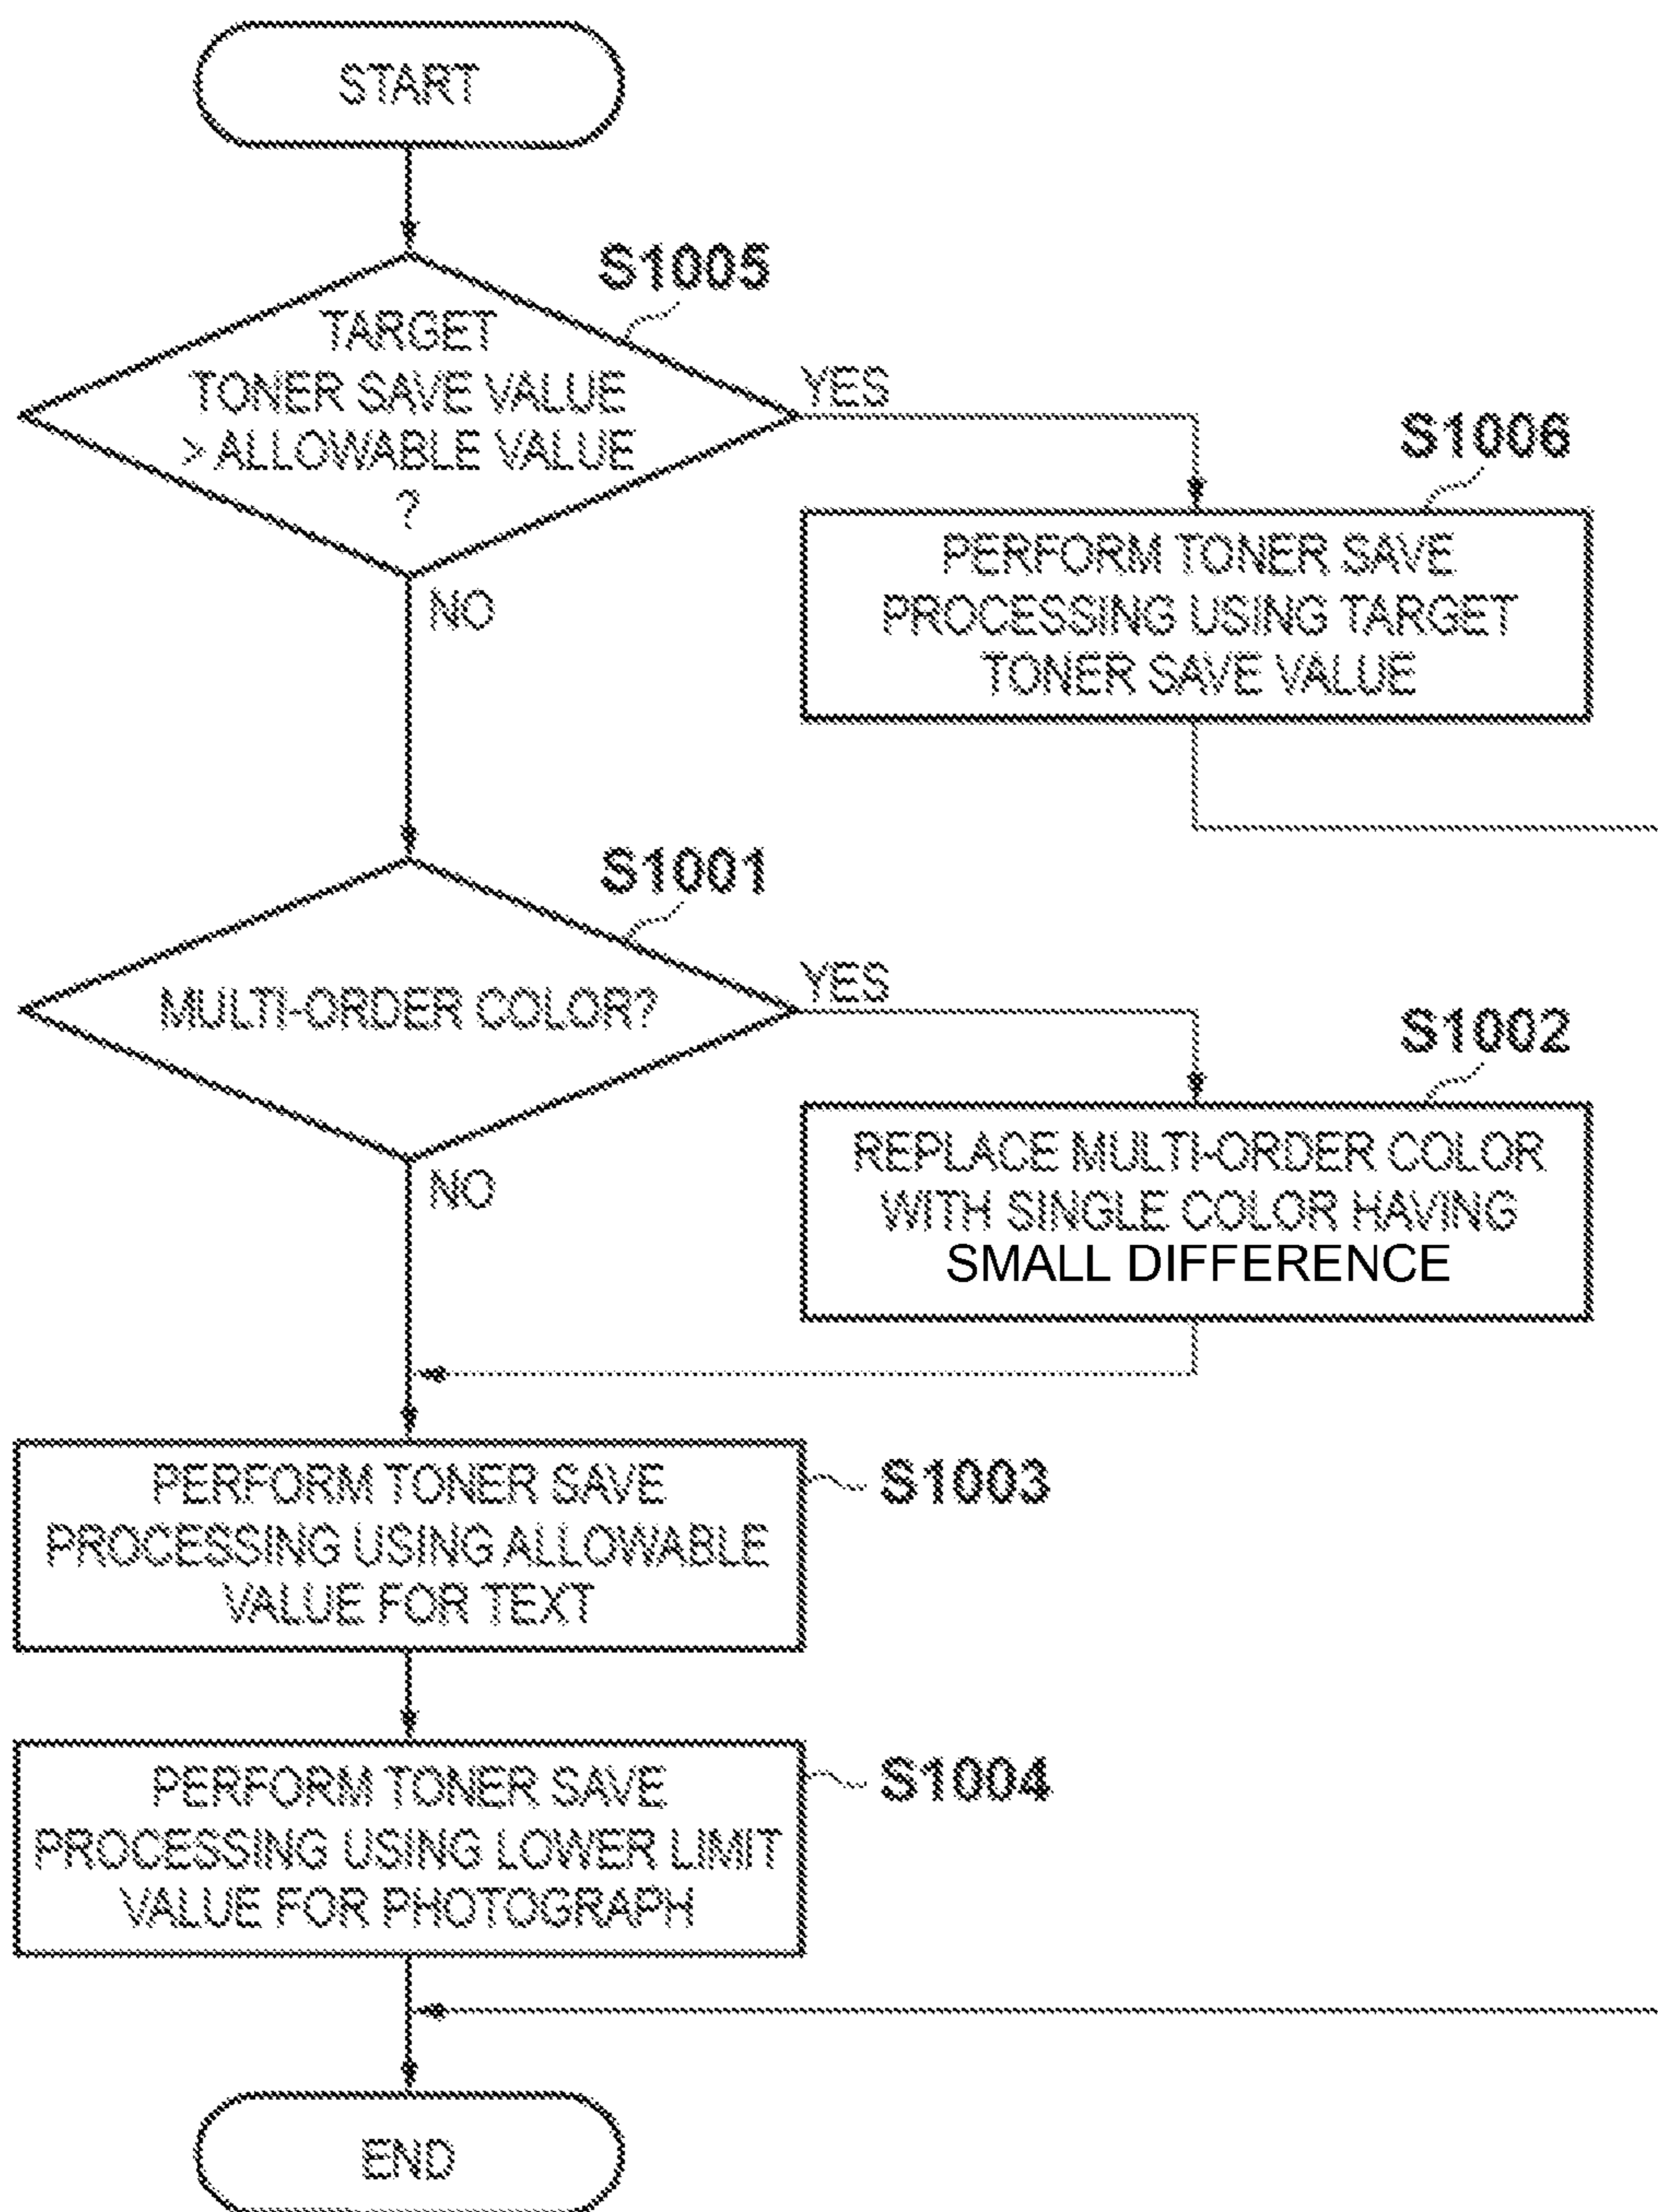 START
S1005
TARGET
TONER SAVE VALUE
> ALLOWABLE VALUE
?
YES
NO
S1006
PERFORM TONER SAVE
PROCESSING USING TARGET
TONER SAVE VALUE
S1001
MULTI-ORDER COLOR?
YES
NO
S1002
REPLACE MULTI-ORDER COLOR
WITH SINGLE COLOR HAVING
SMALL DIFFERENCE
PERFORM TONER SAVE
PROCESSING USING ALLOWABLE
VALUE FOR TEXT
S1003
PERFORM TONER SAVE
PROCESSING USING LOWER LIMIT
VALUE FOR PHOTOGRAPH
S1004
END